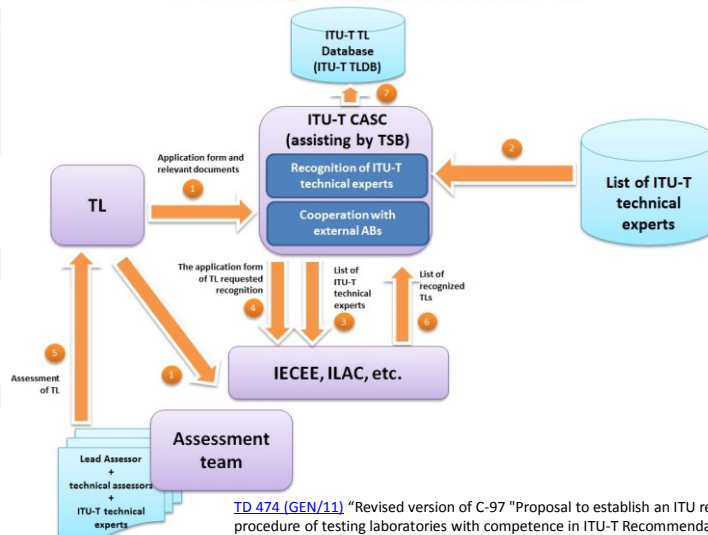 ITU-T TL
Database
(ITU-T TLDB)
7
ITU-T CASC
(assisting by TSB)
Recognition of ITU-T
technical experts
Cooperation with
external ABs
2
List of ITU-T
technical
experts
Application form and
relevant documents
1
TL
The application form
of TL requested
recognition
4
List of
ITU-T
technical
experts
3
List of
recognized
TLs
6
5
Assessment
of TL
1
IECEE, ILAC, etc.
Assessment
team
Lead Assessor
+
technical assessors
+
ITU-T technical
experts
TD 474 (GEN/11) “Revised version of C-97 "Proposal to establish an ITU re
procedure of testing laboratories with competence in ITU-T Recommenda